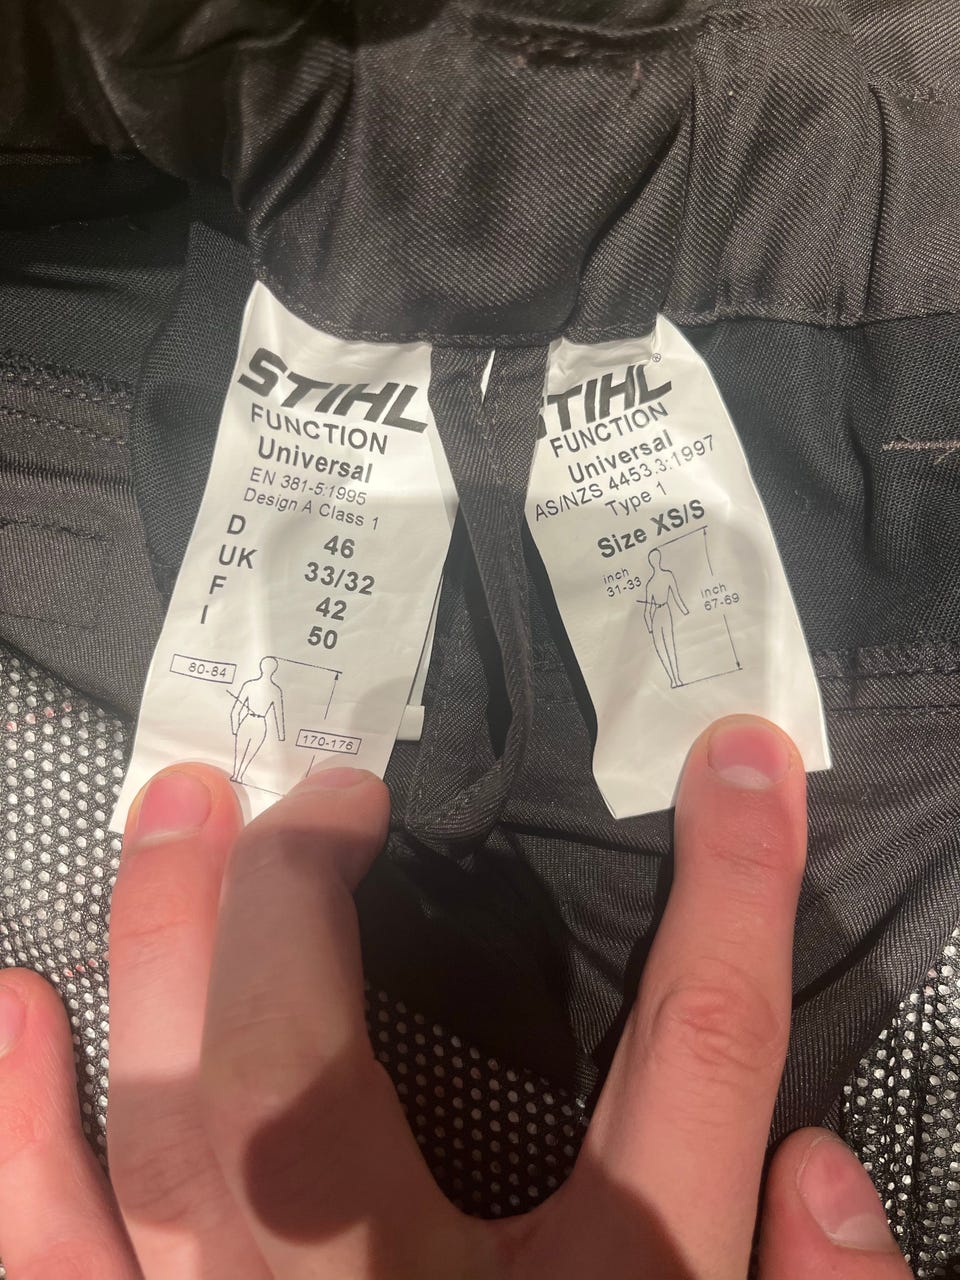 STIHL
FUNCTION
Universal
EN 381-5:1995
Design A Class 1
D 46
UK 33/32
F 42
I 50
80-84
170-176
STIHL®
FUNCTION
Universal
AS/NZS 4453.3:1997
Type 1
Size XS/S
inch
31-33
inch
67-69